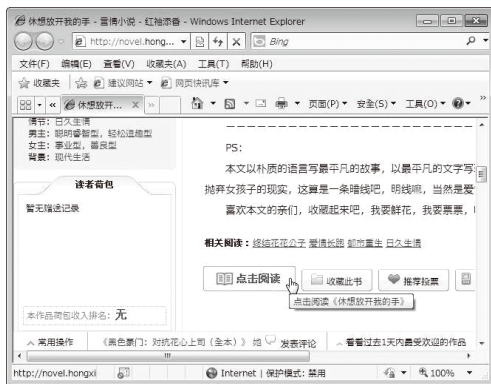 休想放开我的手 - 言情小说 - 红袖添香 - Windows Internet Explorer
http://novel.hong...
Bing
文件(F) 编辑(E) 查看(V) 收藏夹(A) 工具(T) 帮助(H)
收藏夹 建议网站 网页快讯库
休想放开... 页面(P) 安全(S) 工具(O)
情节：日久生情
男主：聪明睿智型，轻松逗趣型
女主：事业型，善良型
背景：现代生活
PS：
本文以朴质的语言写最平凡的故事，以最平凡的文字写
抛弃女孩子的现实，这算是一条暗线吧，明线嘛，当然是爱
喜欢本文的亲们，收藏起来吧，我要鲜花，我要票票，
读者荷包
暂无赠送记录
相关阅读：终结花花公子 爱情长跑 都市重生 日久生情
点击阅读 收藏此书 推荐投票
点击阅读《休想放开我的手》
本作品荷包收入排名：无
常用操作 《黑色豪门：对抗花心上司（全本）》 她 发表评论 看看过去1天内最受欢迎的作品
http://novel.hongxi Internet | 保护模式: 禁用 100%